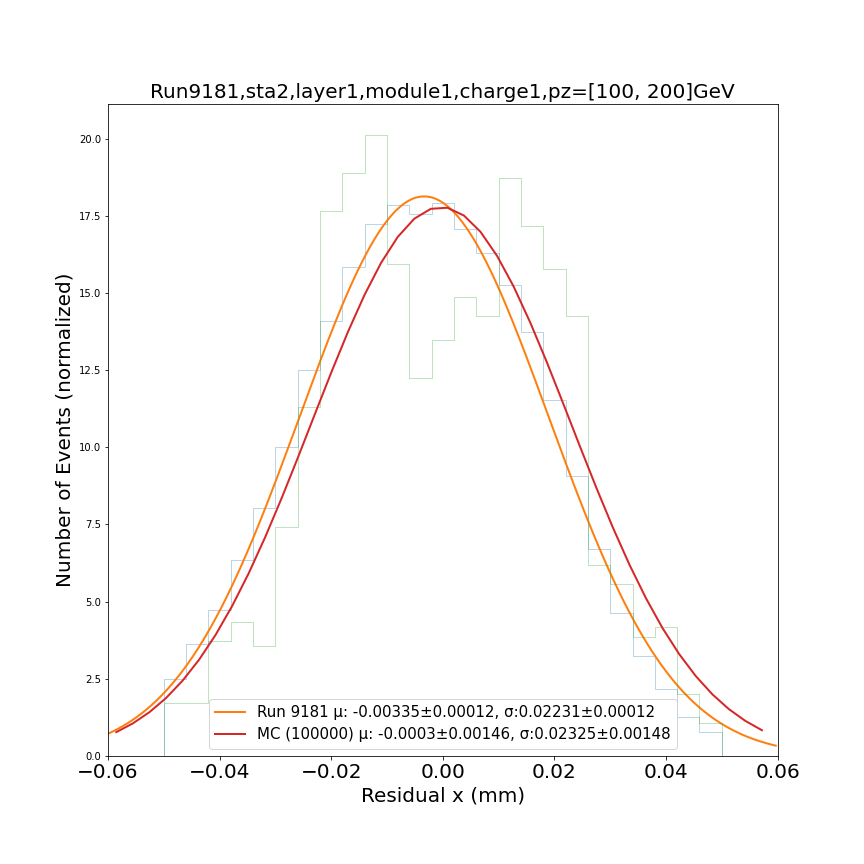 Run9181,sta2,layer1,module1,charge1,pz=[100, 200]GeV
Number of Events (normalized)
20.0
17.5
15.0
12.5
10.0
7.5
5.0
2.5
0.0
Run 9181 μ: -0.00335±0.00012, σ:0.02231±0.00012
MC (100000) μ: -0.0003±0.00146, σ:0.02325±0.00148
−0.06 −0.04 −0.02 0.00 0.02 0.04 0.06
Residual x (mm)